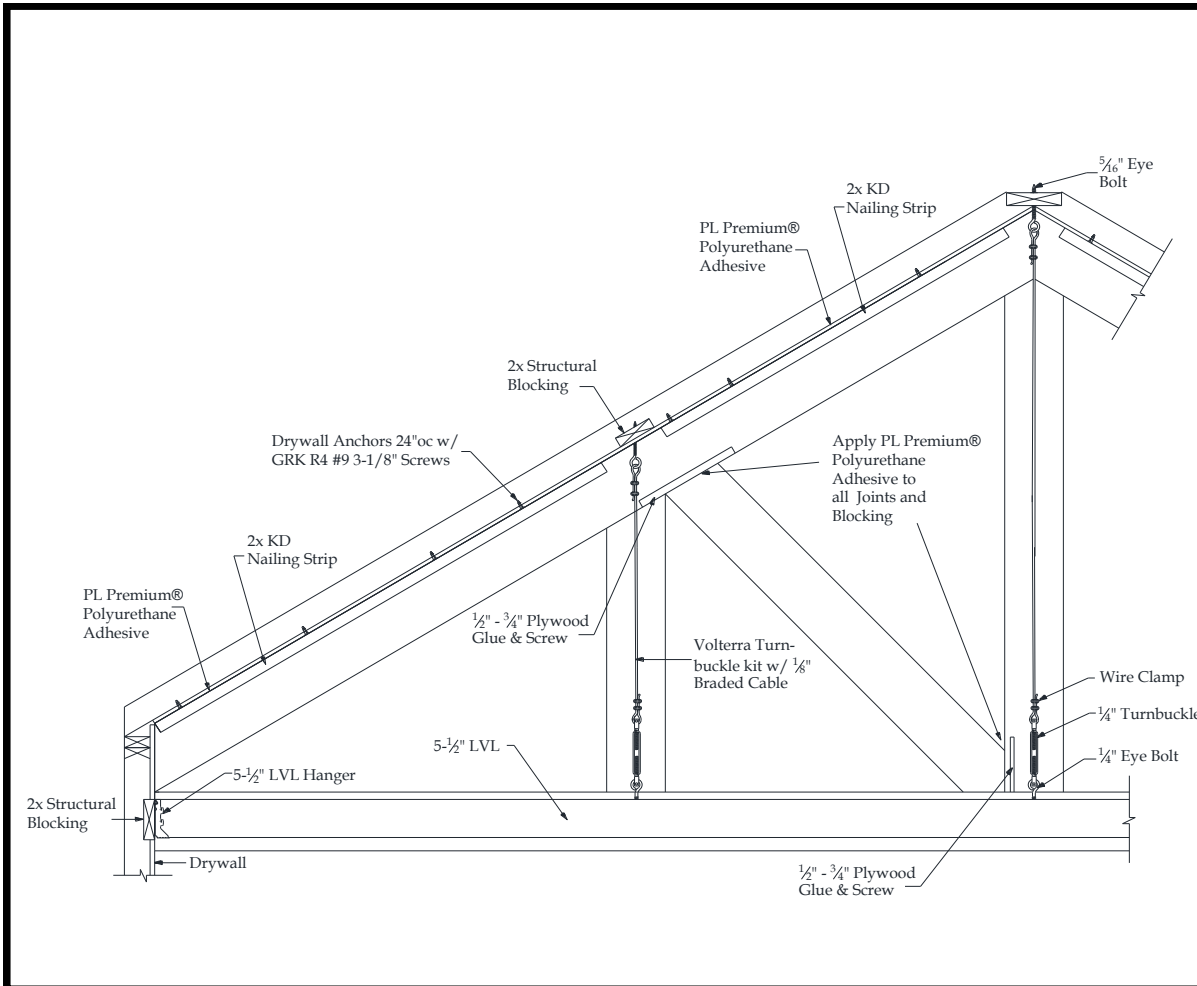 5/16" Eye
Bolt
2x KD
Nailing Strip
PL Premium®
Polyurethane
Adhesive
2x Structural
Blocking
Drywall Anchors 24"oc w/
GRK R4 #9 3-1/8" Screws
Apply PL Premium®
Polyurethane
Adhesive to
all Joints and
Blocking
2x KD
Nailing Strip
PL Premium®
Polyurethane
Adhesive
1/2" - 3/4" Plywood
Glue & Screw
Volterra Turn-
buckle kit w/ 1/8"
Braded Cable
Wire Clamp
1/4" Turnbuckle
1/4" Eye Bolt
5-1/2" LVL
5-1/2" LVL Hanger
2x Structural
Blocking
Drywall
1/2" - 3/4" Plywood
Glue & Screw